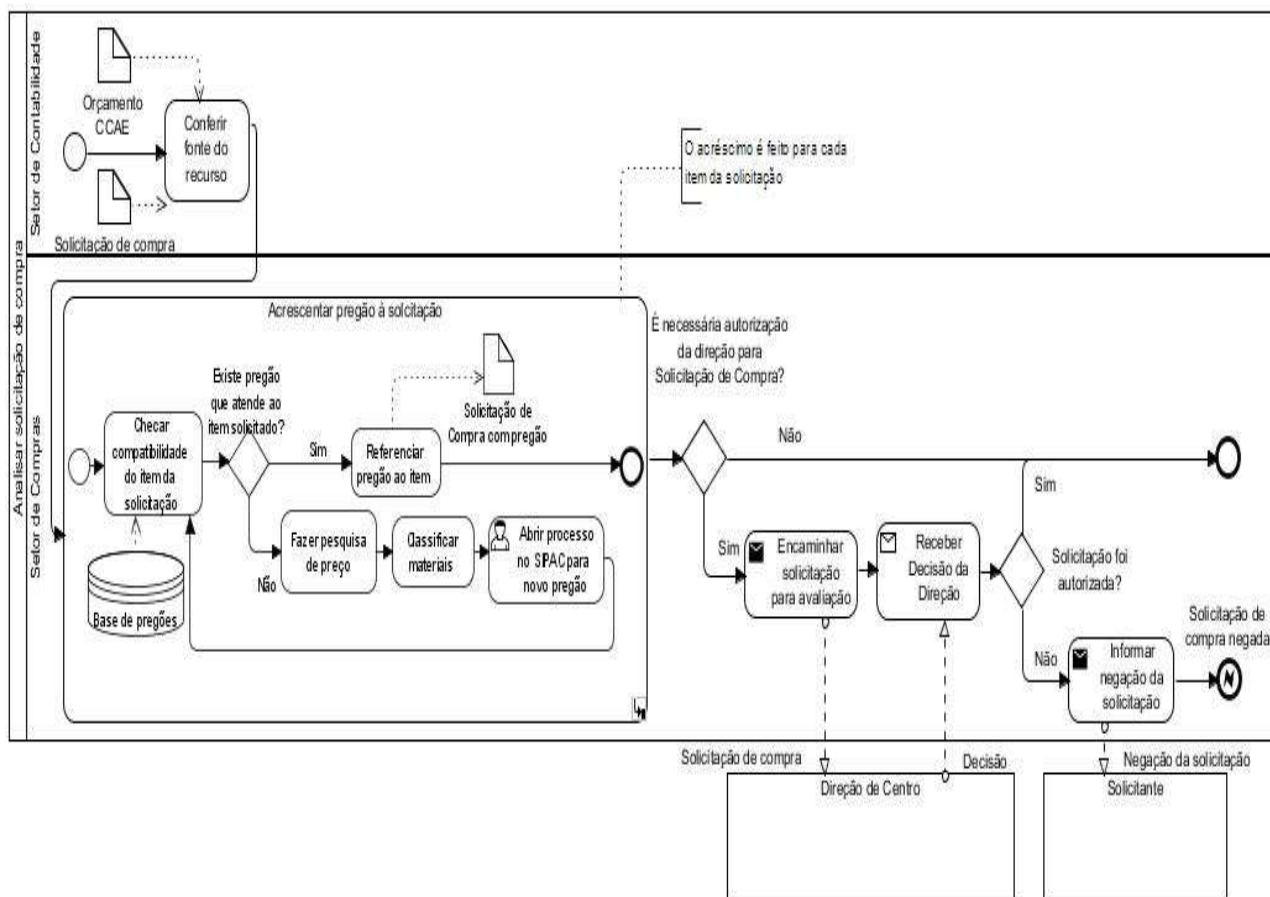 Analisar solicitação de compra
Setor de Contabilidade
Orçamento
CCAE
Conferir
fonte do
recurso
Solicitação de compra
O acréscimo é feito para cada
item da solicitação
Setor de Compras
Acrescentar pregão à solcitação
Existe pregão
que atende ao
item solicitado?
Checar
compatibilidade
do item da
solicitação
Base de pregões
Sim
Referenciar
pregão ao item
Solicitação de
Compra com pregão
Não
Fazer pesquisa
de preço
Classificar
materiais
Abrir processo
no SIPAC para
novo pregão
É necessária autorização
da direção para
Solicitação de Compra?
Não
Sim
Encaminhar
solicitação
para avaliação
Receber
Decisão da
Direção
Sim
Solicitação foi
autorizada?
Não
Informar
negação da
solicitação
Solicitação de
compra negada
Solicitação de compra
Decisão
Negação da solicitação
Direção de Centro
Solicitante